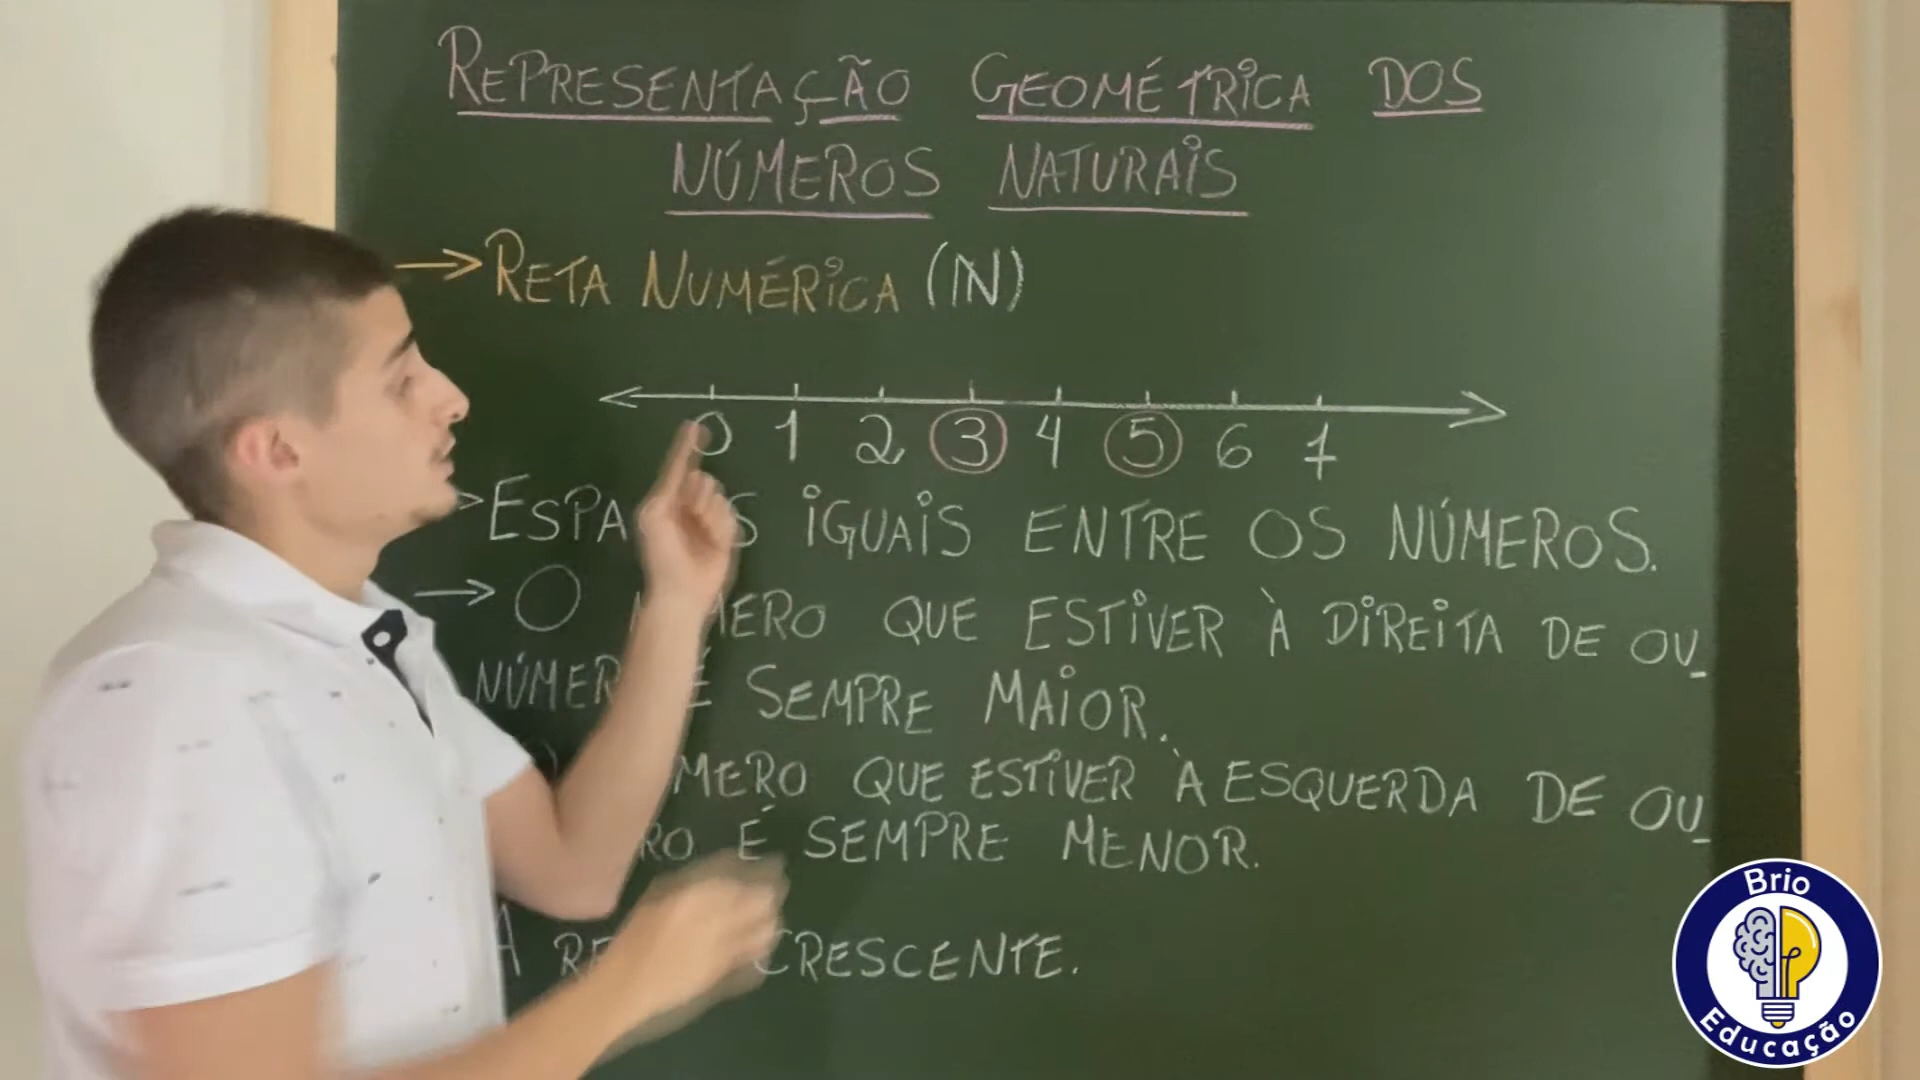 REPRESENTAÇÃO GEOMÉTRICA DOS
NÚMEROS NATURAIS
→ RETA NUMÉRICA (N)
0 1 2 3 4 5 6 7
IGUAIS ENTRE OS NÚMEROS.
→ O QUE ESTIVER À DIREITA DE OU_
É SEMPRE MAIOR.
QUE ESTIVER À ESQUERDA DE OU_
É SEMPRE MENOR.
A CRESCENTE.
Brio
Educação